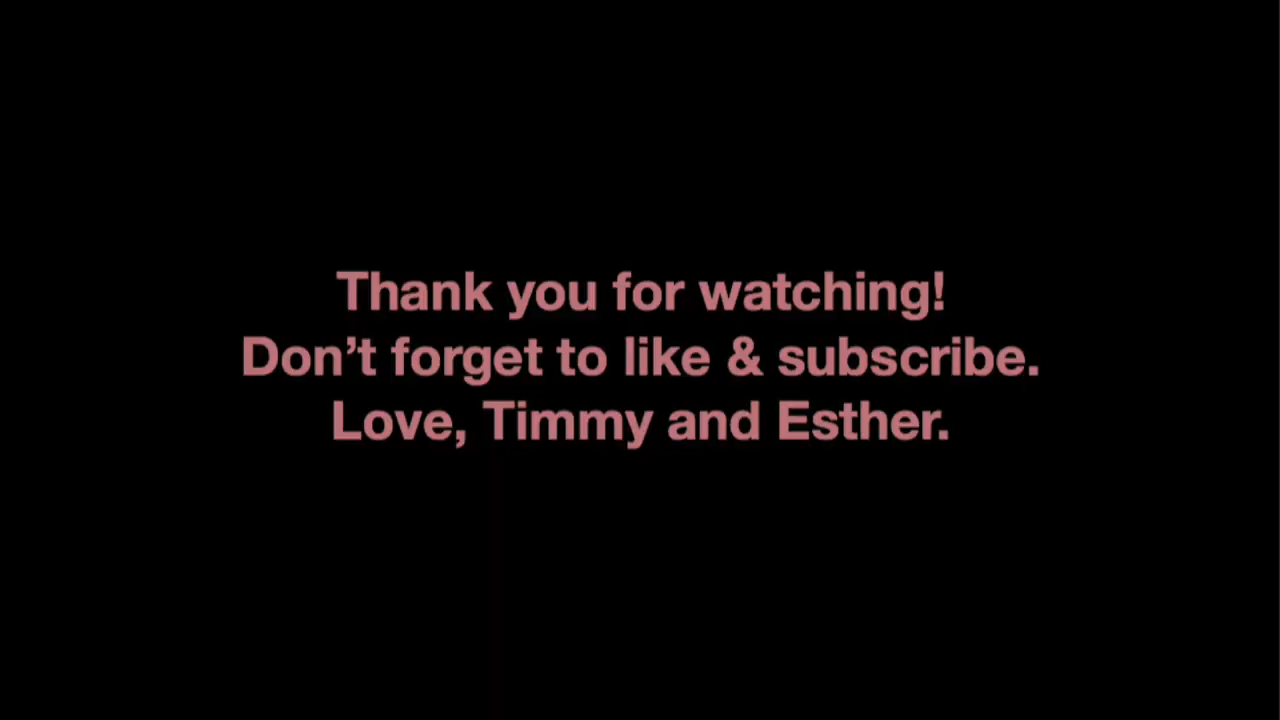 Thank you for watching!
Don’t forget to like & subscribe.
Love, Timmy and Esther.